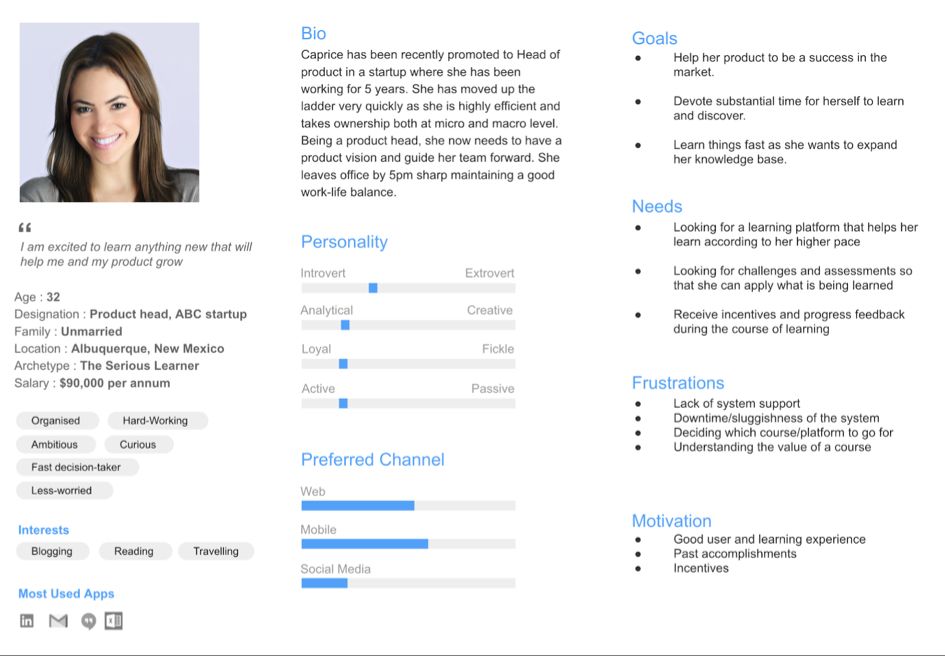 “
I am excited to learn anything new that will
help me and my product grow
Age : 32
Designation : Product head, ABC startup
Family : Unmarried
Location : Albuquerque, New Mexico
Archetype : The Serious Learner
Salary : $90,000 per annum
Organised Hard-Working
Ambitious Curious
Fast decision-taker
Less-worried
Interests
Blogging Reading Travelling
Most Used Apps
in
Bio
Caprice has been recently promoted to Head of
product in a startup where she has been
working for 5 years. She has moved up the
ladder very quickly as she is highly efficient and
takes ownership both at micro and macro level.
Being a product head, she now needs to have a
product vision and guide her team forward. She
leaves office by 5pm sharp maintaining a good
work-life balance.
Personality
Introvert Extrovert
Analytical Creative
Loyal Fickle
Active Passive
Preferred Channel
Web
Mobile
Social Media
Goals
● Help her product to be a success in the
market.
● Devote substantial time for herself to learn
and discover.
● Learn things fast as she wants to expand
her knowledge base.
Needs
● Looking for a learning platform that helps her
learn according to her higher pace
● Looking for challenges and assessments so
that she can apply what is being learned
● Receive incentives and progress feedback
during the course of learning
Frustrations
● Lack of system support
● Downtime/sluggishness of the system
● Deciding which course/platform to go for
● Understanding the value of a course
Motivation
● Good user and learning experience
● Past accomplishments
● Incentives